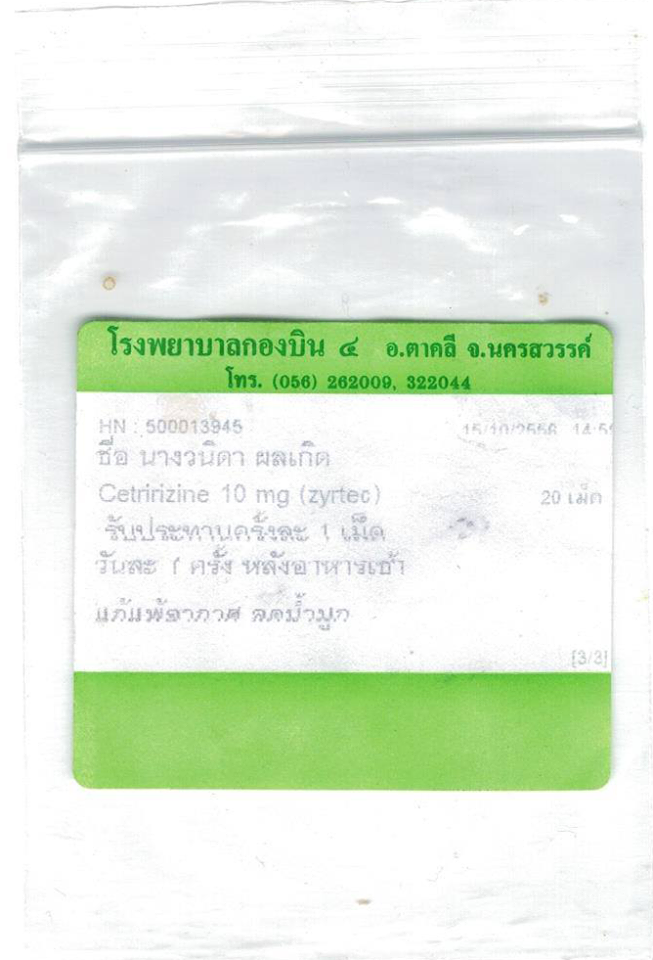 โรงพยาบาลกองบิน ๔ อ.ตาคลี จ.นครสวรรค์
โทร. (056) 262009, 322044
HN : 500013945 15/10/2556 14:5
ชื่อ นางวนิดา ผลเกิด
Cetririzine 10 mg (zyrtec) 20 เม็ด
รับประทานครั้งละ 1 เม็ด
วันละ 1 ครั้ง หลังอาหารเช้า
แก้แพ้อากาศ ลดน้ำมูก
[3/3]